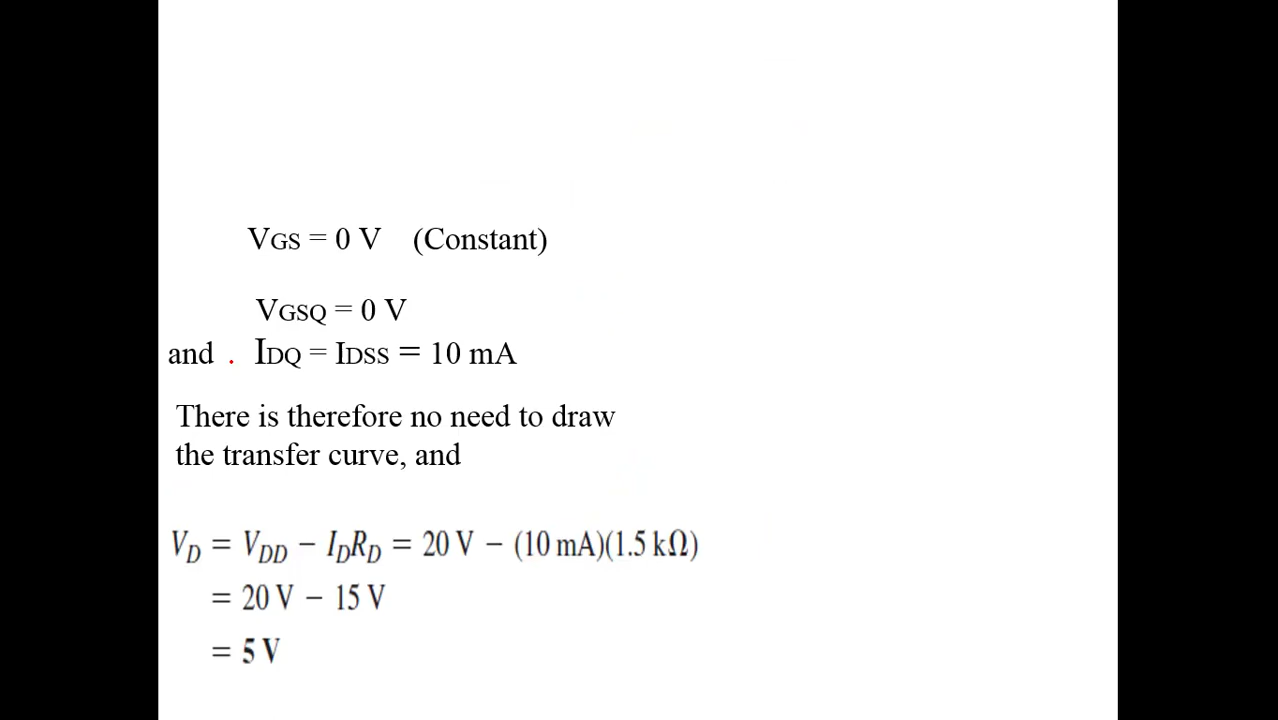 VGS = 0 V (Constant)
VGSQ = 0 V
and . IDQ = IDSS = 10 mA
There is therefore no need to draw
the transfer curve, and
VD = VDD − IDRD = 20 V − (10 mA)(1.5 kΩ)
= 20 V − 15 V
= 5 V